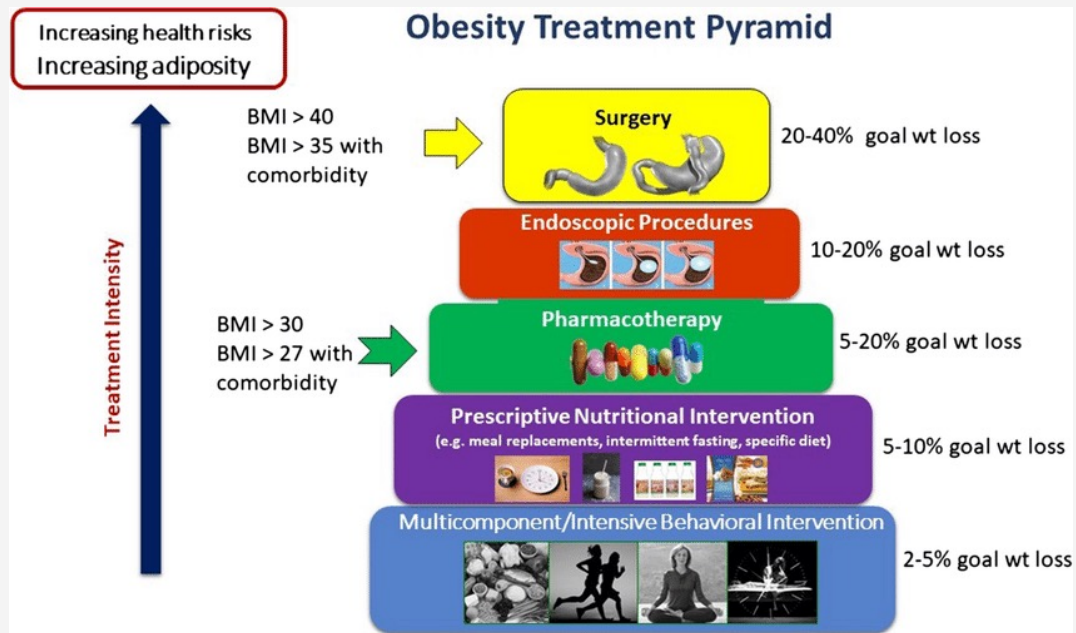 Increasing health risks
Increasing adiposity
Obesity Treatment Pyramid
BMI > 40
BMI > 35 with
comorbidity
Surgery
20-40% goal wt loss
Endoscopic Procedures
10-20% goal wt loss
Treatment Intensity
BMI > 30
BMI > 27 with
comorbidity
Pharmacotherapy
5-20% goal wt loss
Prescriptive Nutritional Intervention
(e.g. meal replacements, intermittent fasting, specific diet)
5-10% goal wt loss
Multicomponent/Intensive Behavioral Intervention
2-5% goal wt loss